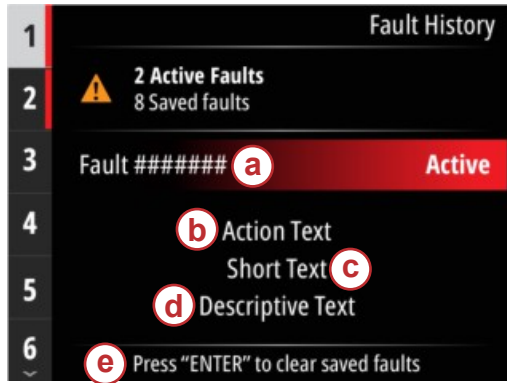 Fault History
1
2 Active Faults
8 Saved faults
2
3
Fault ####### a Active
4
b Action Text
Short Text c
5
d Descriptive Text
6
e Press “ENTER” to clear saved faults